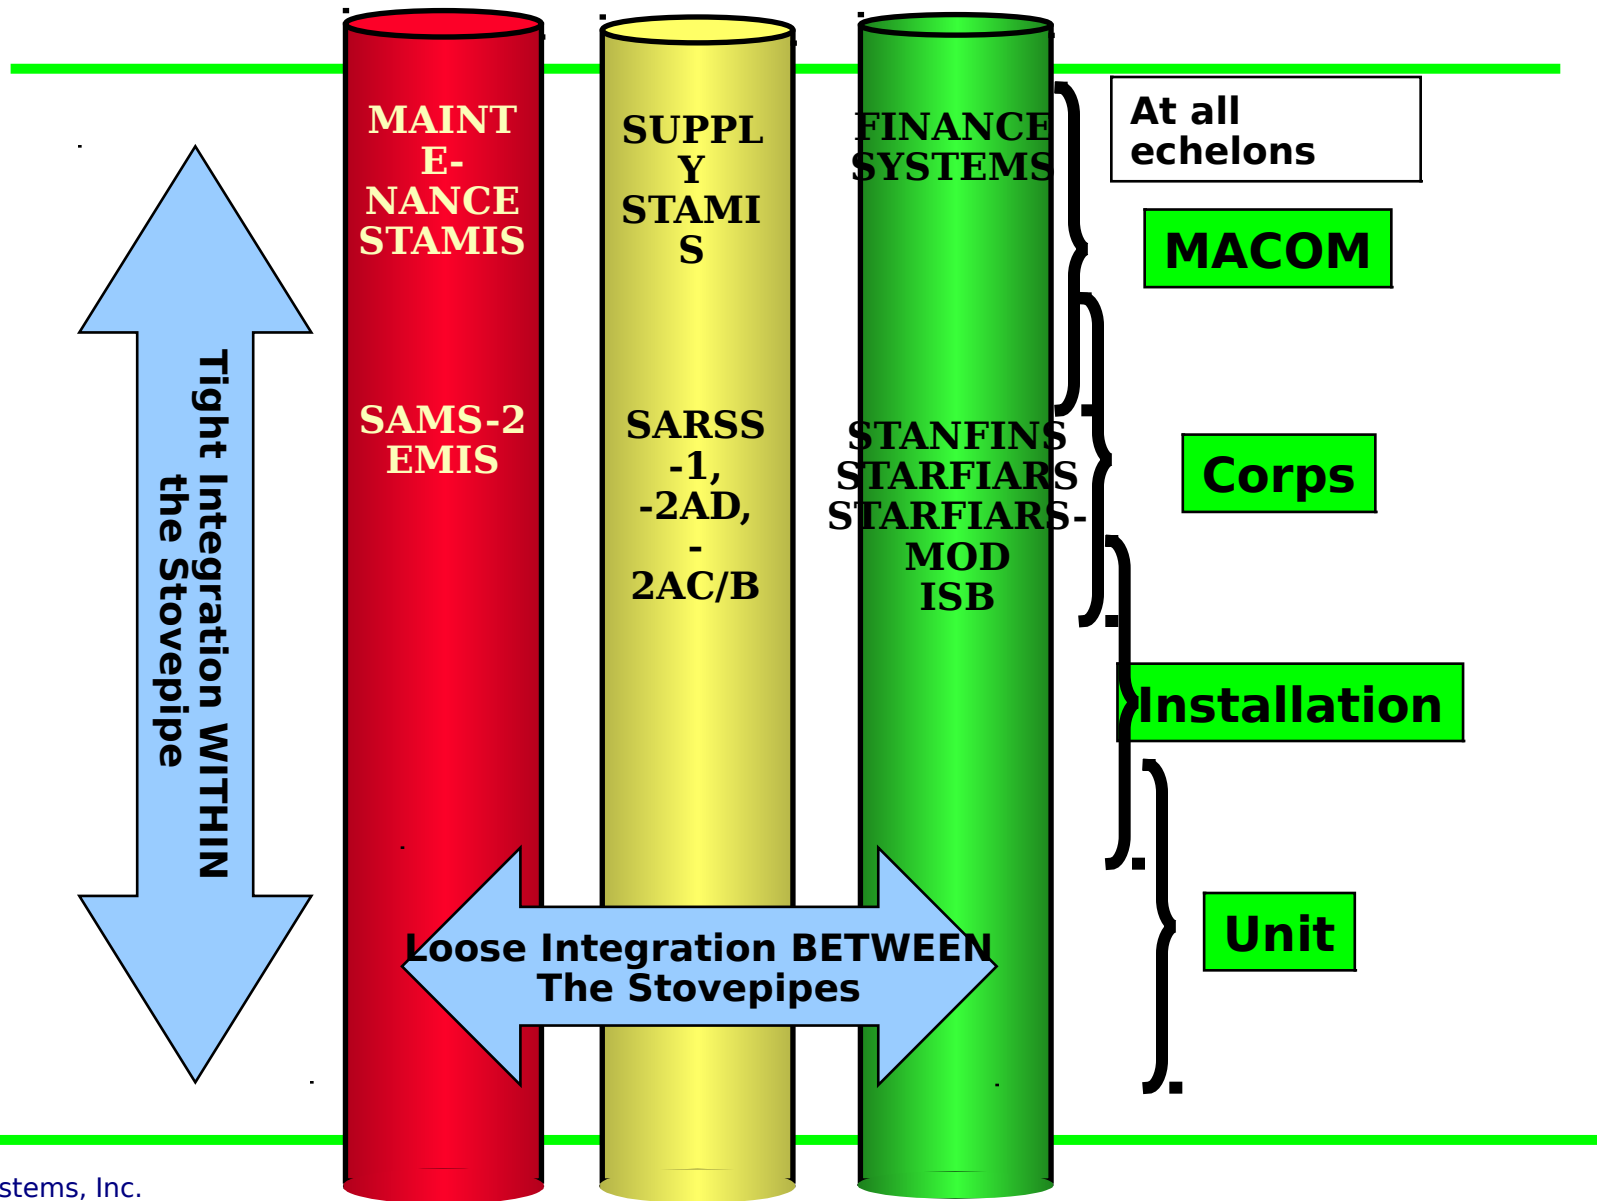 MAINT
E-
NANCE
STAMIS
SAMS-2
EMIS
SUPPL
Y
STAMI
S
SARSS
-1,
-2AD,
-
2AC/B
FINANCE
SYSTEMS
STANFINS
STARFIARS
STARFIARS-
MOD
ISB
At all
echelons
MACOM
Corps
Installation
Unit
Tight Integration WITHIN
the Stovepipe
Loose Integration BETWEEN
The Stovepipes
stems, Inc.